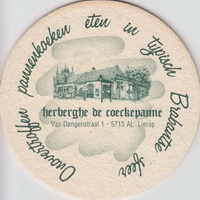 Onovertroffen pannenkoeken eten in typisch Brabantse sfeer
herberghe de coeckepanne
Van Dongenstraat 1 - 5715 AL Lierop